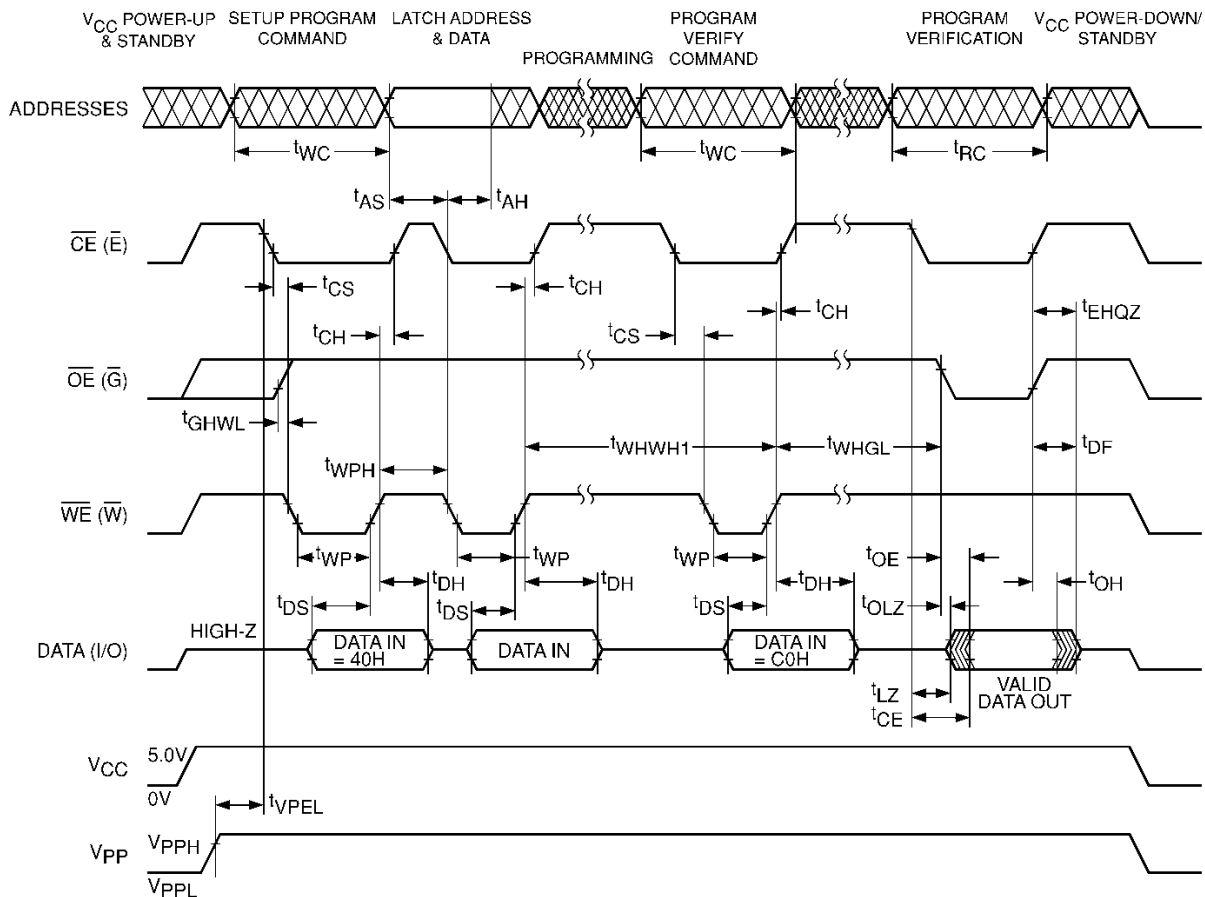 VCC POWER-UP
& STANDBY
SETUP PROGRAM
COMMAND
LATCH ADDRESS
& DATA
PROGRAMMING
PROGRAM
VERIFY
COMMAND
PROGRAM
VERIFICATION
VCC POWER-DOWN/
STANDBY
ADDRESSES
tWC
tWC
tRC
tAS
tAH
C̅E̅ (E̅)
tCS
tCH
tCH
tCS
tCH
tEHQZ
O̅E̅ (G̅)
tGHWL
tWPH
tWHWH1
tWHGL
tDF
W̅E̅ (W̅)
tWP
tWP
tWP
tOE
tDH
tDH
tDH
tOH
tDS
tDS
tDS
tOLZ
DATA (I/O)
HIGH-Z
DATA IN
= 40H
DATA IN
DATA IN
= C0H
VALID
DATA OUT
tLZ
tCE
VCC
5.0V
0V
tVPEL
VPP
VPPH
VPPL